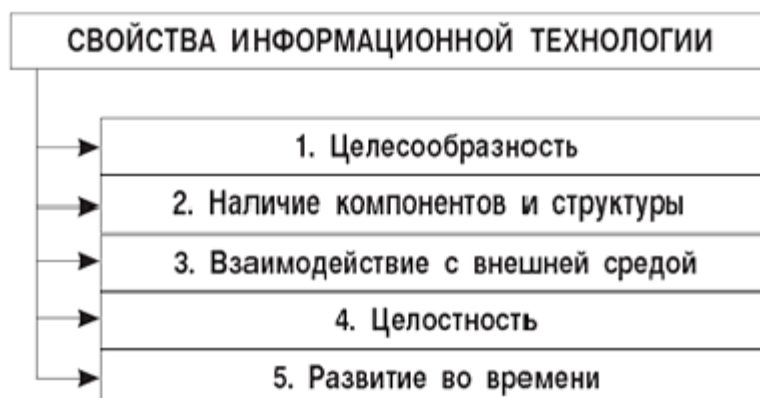 СВОЙСТВА ИНФОРМАЦИОННОЙ ТЕХНОЛОГИИ
1. Целесообразность
2. Наличие компонентов и структуры
3. Взаимодействие с внешней средой
4. Целостность
5. Развитие во времени